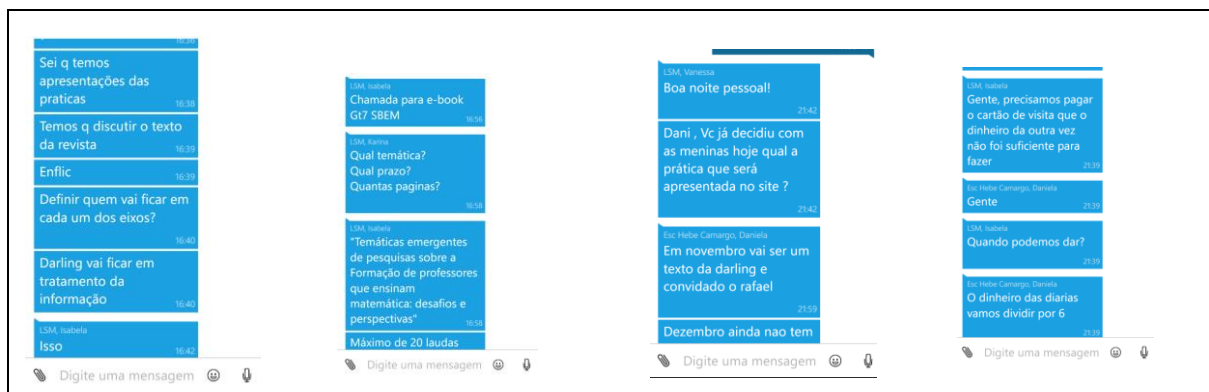 16:36
Sei q temos
apresentações das
praticas
16:38
Temos q discutir o texto
da revista
16:39
Enflic
16:39
Definir quem vai ficar em
cada um dos eixos?
16:40
Darling vai ficar em
tratamento da
informação
16:40
LSM, Isabela
Isso
16:42
Digite uma mensagem
LSM, Isabela
Chamada para e-book
Gt7 SBEM
16:56
LSM, Karina
Qual temática?
Qual prazo?
Quantas paginas?
16:58
LSM, Isabela
"Temáticas emergentes
de pesquisas sobre a
Formação de professores
que ensinam
matemática: desafios e
perspectivas"
16:58
Máximo de 20 laudas
Digite uma mensagem
LSM, Vanessa
Boa noite pessoal!
21:42
Dani , Vc já decidiu com
as meninas hoje qual a
prática que será
apresentada no site ?
21:42
Esc Hebe Camargo, Daniela
Em novembro vai ser um
texto da darling e
convidado o rafael
21:59
Dezembro ainda nao tem
Digite uma mensagem
LSM, Isabela
Gente, precisamos pagar
o cartão de visita que o
dinheiro da outra vez
não foi suficiente para
fazer
21:39
Esc Hebe Camargo, Daniela
Gente
21:39
LSM, Isabela
Quando podemos dar?
21:39
Esc Hebe Camargo, Daniela
O dinheiro das diarias
vamos dividir por 6
21:39
Digite uma mensagem